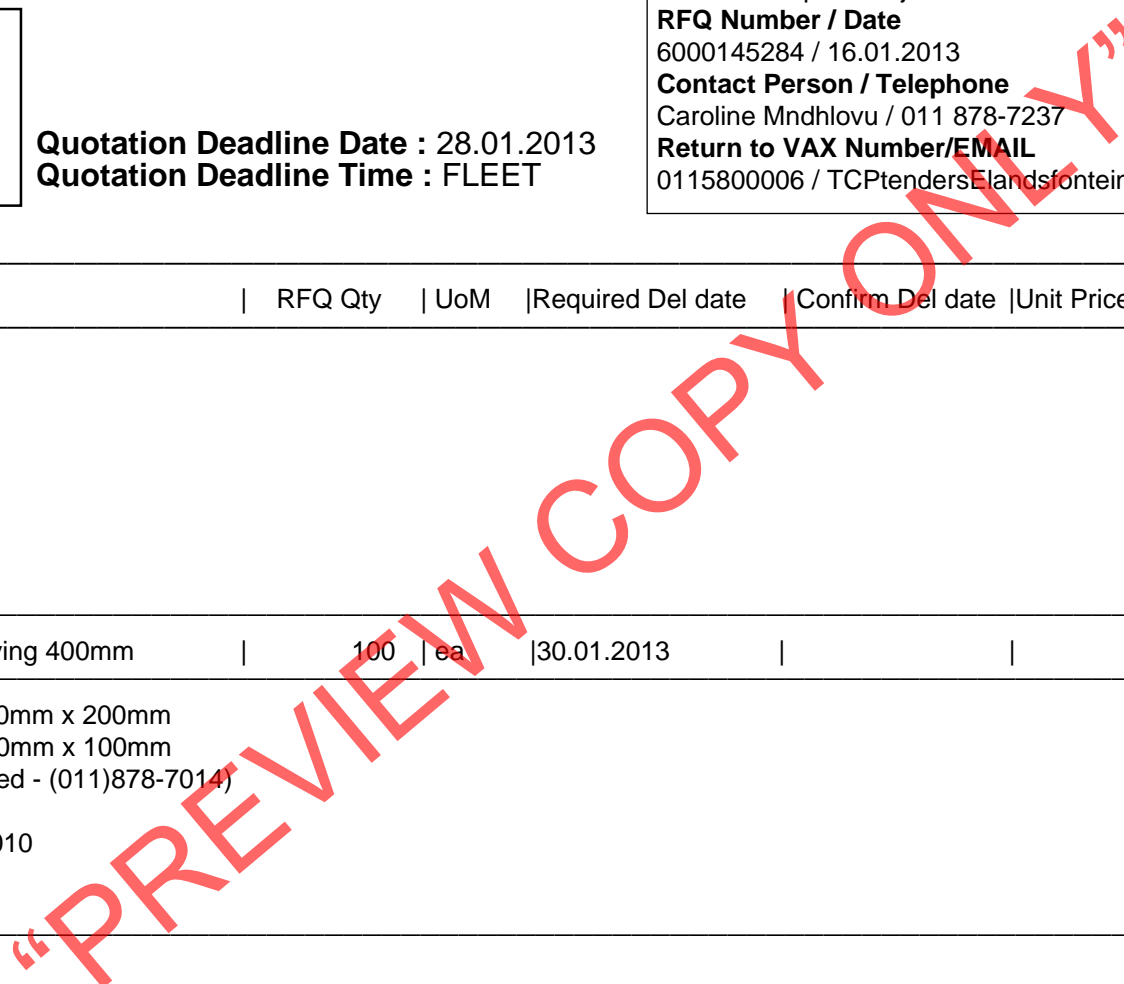 RFQ Number / Date
6000145284 / 16.01.2013
Contact Person / Telephone
Caroline Mndhlovu / 011 878-7237
Return to VAX Number/EMAIL
0115800006 / TCPtendersElandsfontein
Quotation Deadline Date : 28.01.2013
Quotation Deadline Time : FLEET
| RFQ Qty | UoM |Required Del date | Confirm Del date |Unit Price
ving 400mm | 100 | ea |30.01.2013 | |
0mm x 200mm
0mm x 100mm
ed - (011)878-7014)
010
“PREVIEW COPY ONLY”